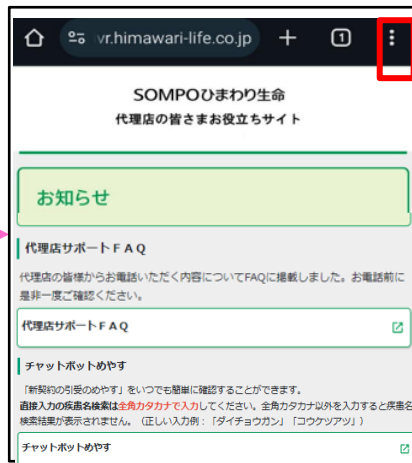 vr.himawari-life.co.jp
1
SOMPOひまわり生命
代理店の皆さまお役立ちサイト
お知らせ
代理店サポートFAQ
代理店の皆様からお電話いただく内容についてFAQに掲載しました。お電話前に
是非一度ご確認ください。
代理店サポートFAQ
チャットボットめやす
「新契約の引受のめやす」をいつでも簡単に確認することができます。
直接入力の疾患名検索は全角カタカナで入力してください。全角カタカナ以外を入力すると疾患名
検索結果が表示されません。（正しい入力例：「ダイチョウガン」「コウケツアツ」）
チャットボットめやす